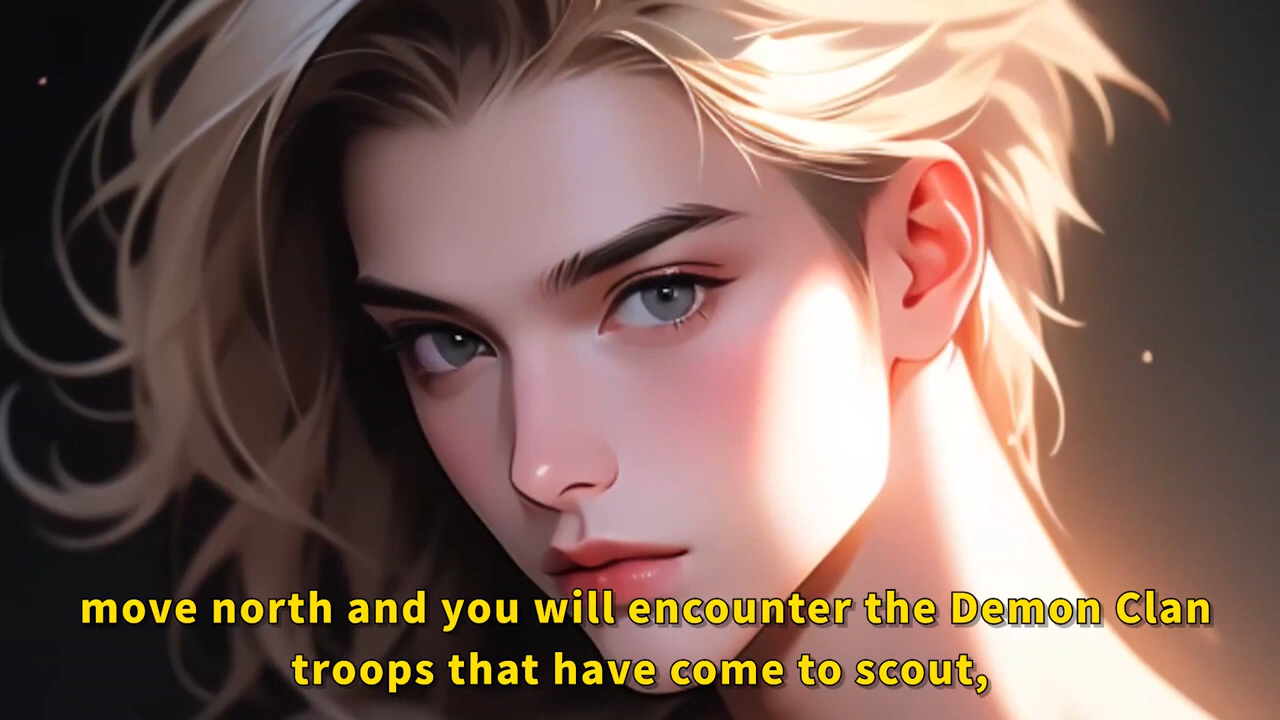 move north and you will encounter the Demon Clan
troops that have come to scout,